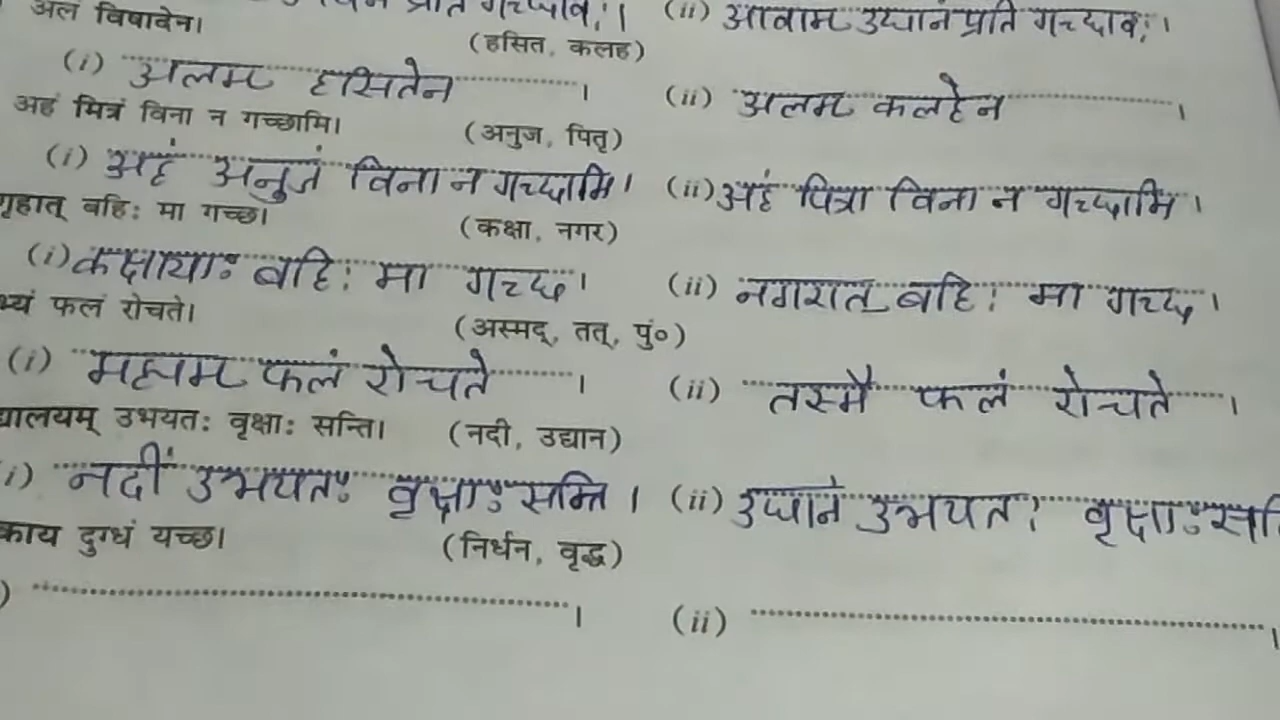 प्रति गच्छावः। (ii) आवाम उद्यानं प्रति गच्छावः।
अलं विषादेन। (हसित, कलह)
(i) अलम हसितेन । (ii) अलम कलहेन ।
अहं मित्रं विना न गच्छामि। (अनुज, पितृ)
(i) अहं अनुजं विना न गच्छामि। (ii) अहं पित्रा विना न गच्छामि।
गृहात् बहिः मा गच्छ। (कक्षा, नगर)
(i) कक्षायाः बहिः मा गच्छ। (ii) नगरात् बहिः मा गच्छ।
भ्यं फलं रोचते। (अस्मद्, तत्, पुं०)
(i) मह्यम फलं रोचते । (ii) तस्मै फलं रोचते ।
द्यालयम् उभयतः वृक्षाः सन्ति। (नदी, उद्यान)
i) नदीं उभयतः वृक्षाः सन्ति। (ii) उद्यानं उभयतः वृक्षाः सन्ति
काय दुग्धं यच्छ। (निर्धन, वृद्ध)
) । (ii) ।